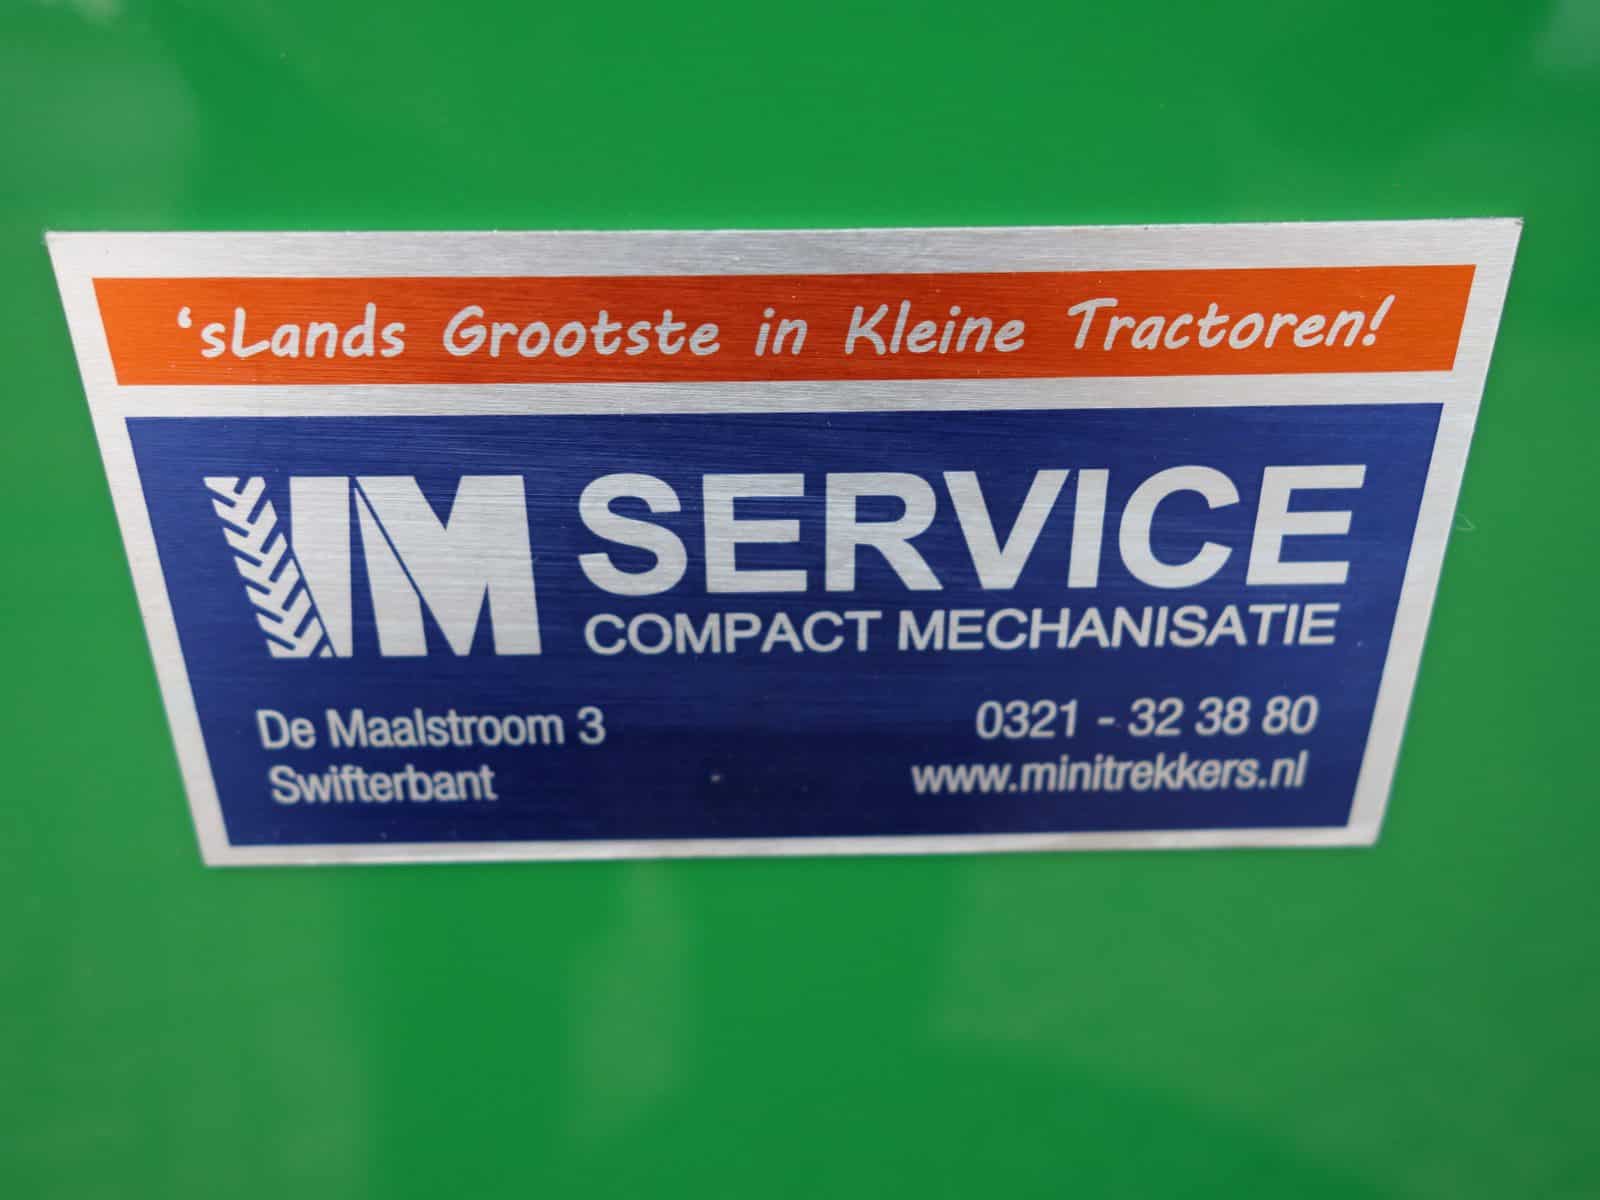 ‘sLands Grootste in Kleine Tractoren!
IM SERVICE
COMPACT MECHANISATIE
De Maalstroom 3
Swifterbant
0321 - 32 38 80
www.minitrekkers.nl